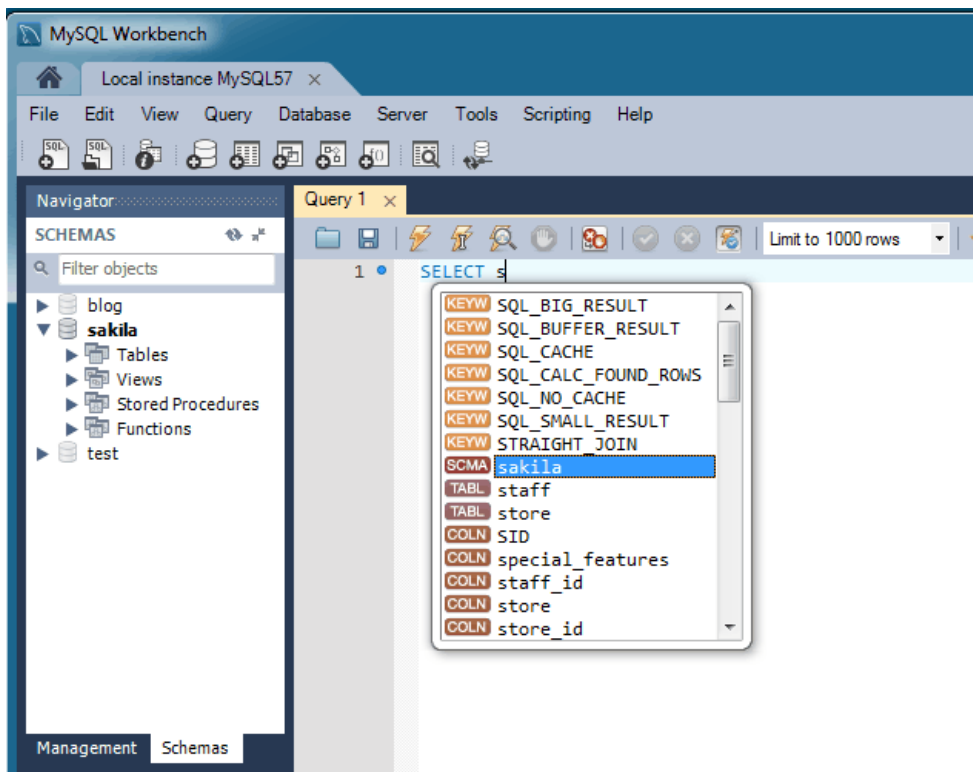 MySQL Workbench
Local instance MySQL57
File Edit View Query Database Server Tools Scripting Help
SQL SQL
Navigator
SCHEMAS
Filter objects
blog
sakila
Tables
Views
Stored Procedures
Functions
test
Management Schemas
Query 1
Limit to 1000 rows
1 SELECT s
KEYW SQL_BIG_RESULT
KEYW SQL_BUFFER_RESULT
KEYW SQL_CACHE
KEYW SQL_CALC_FOUND_ROWS
KEYW SQL_NO_CACHE
KEYW SQL_SMALL_RESULT
KEYW STRAIGHT_JOIN
SCMA sakila
TABL staff
TABL store
COLN SID
COLN special_features
COLN staff_id
COLN store
COLN store_id